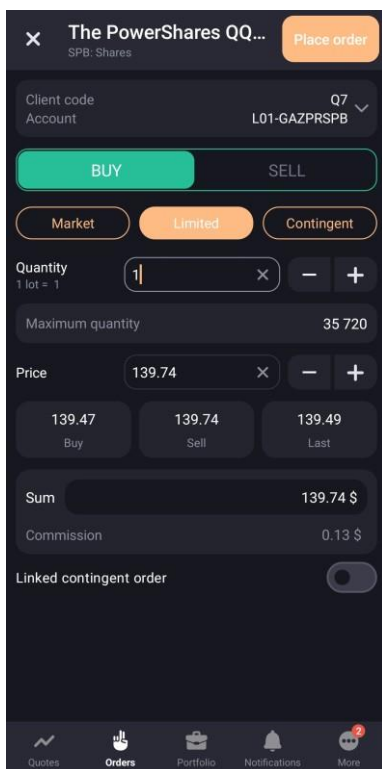 The PowerShares QQ...
SPB: Shares
Place order
Client code Q7
Account L01-GAZPRSPB
BUY SELL
Market Limited Contingent
Quantity
1 lot = 1
1
Maximum quantity 35 720
Price 139.74
139.47 139.74 139.49
Buy Sell Last
Sum 139.74 $
Commission 0.13 $
Linked contingent order
2
Quotes Orders Portfolio Notifications More